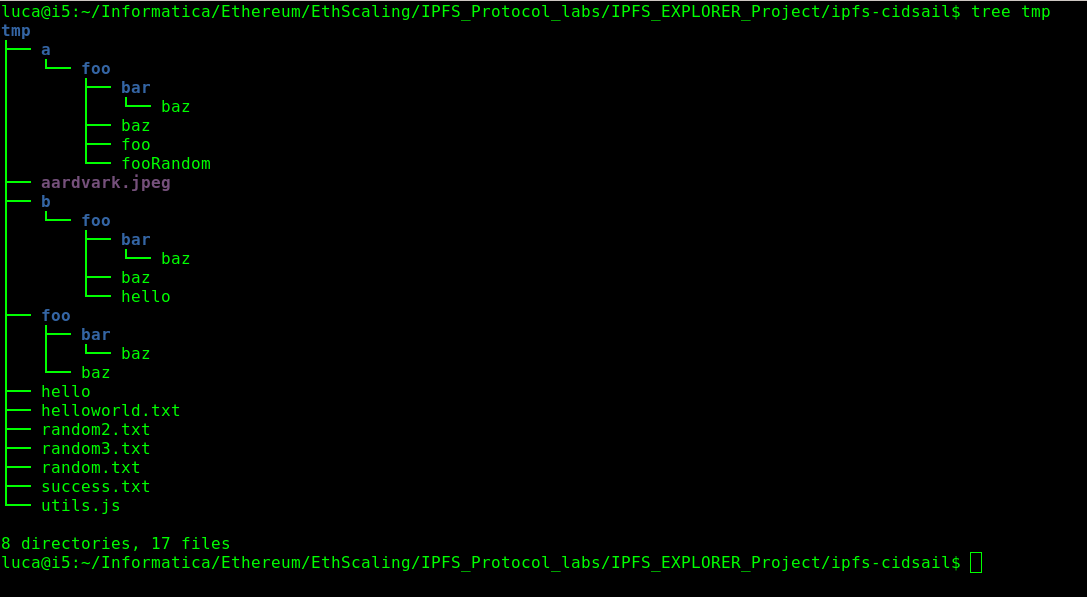 luca@i5:~/Informatica/Ethereum/EthScaling/IPFS_Protocol_labs/IPFS_EXPLORER_Project/ipfs-cidsail$ tree tmp
tmp
├── a
│   └── foo
│       ├── bar
│       │   └── baz
│       ├── baz
│       ├── foo
│       └── fooRandom
├── aardvark.jpeg
├── b
│   └── foo
│       ├── bar
│       │   └── baz
│       ├── baz
│       └── hello
├── foo
│   ├── bar
│   │   └── baz
│   └── baz
├── hello
├── helloworld.txt
├── random2.txt
├── random3.txt
├── random.txt
├── success.txt
└── utils.js

8 directories, 17 files
luca@i5:~/Informatica/Ethereum/EthScaling/IPFS_Protocol_labs/IPFS_EXPLORER_Project/ipfs-cidsail$